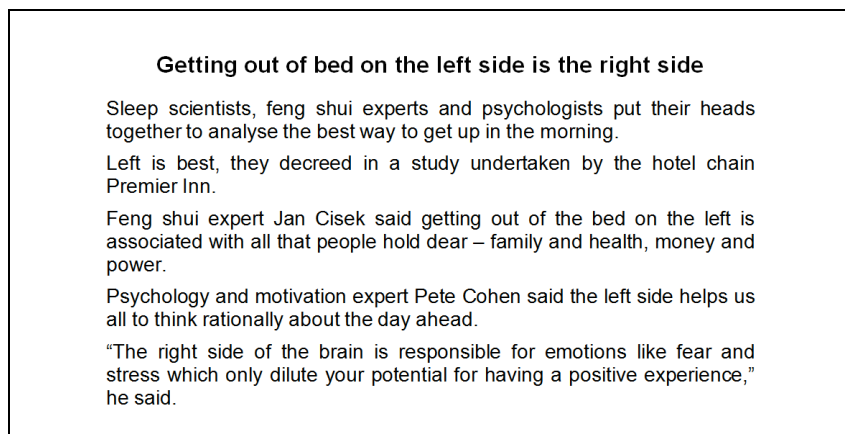 Getting out of bed on the left side is the right side
Sleep scientists, feng shui experts and psychologists put their heads
together to analyse the best way to get up in the morning.
Left is best, they decreed in a study undertaken by the hotel chain
Premier Inn.
Feng shui expert Jan Cisek said getting out of the bed on the left is
associated with all that people hold dear – family and health, money and
power.
Psychology and motivation expert Pete Cohen said the left side helps us
all to think rationally about the day ahead.
“The right side of the brain is responsible for emotions like fear and
stress which only dilute your potential for having a positive experience,”
he said.